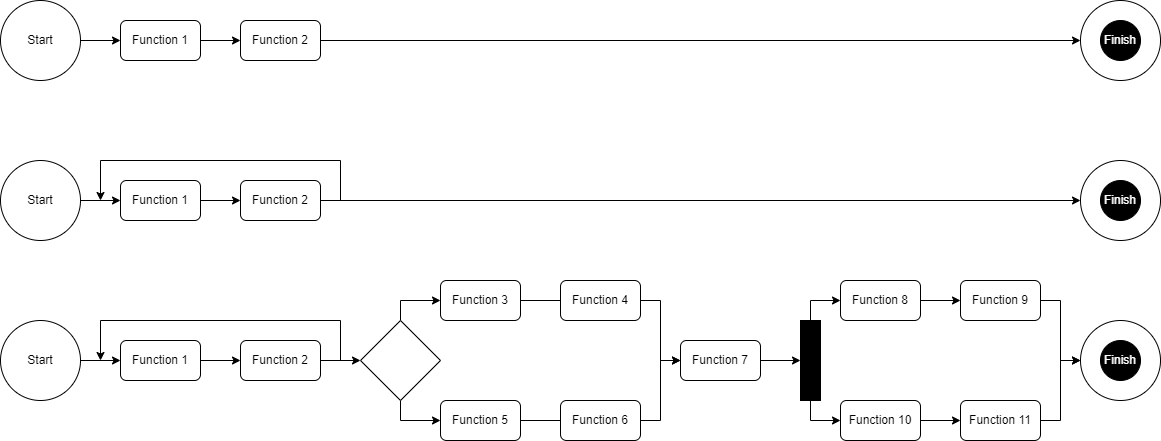 Start
Function 1
Function 2
Finish
Start
Function 1
Function 2
Finish
Function 3
Function 4
Function 8
Function 9
Start
Function 1
Function 2
Function 7
Finish
Function 5
Function 6
Function 10
Function 11